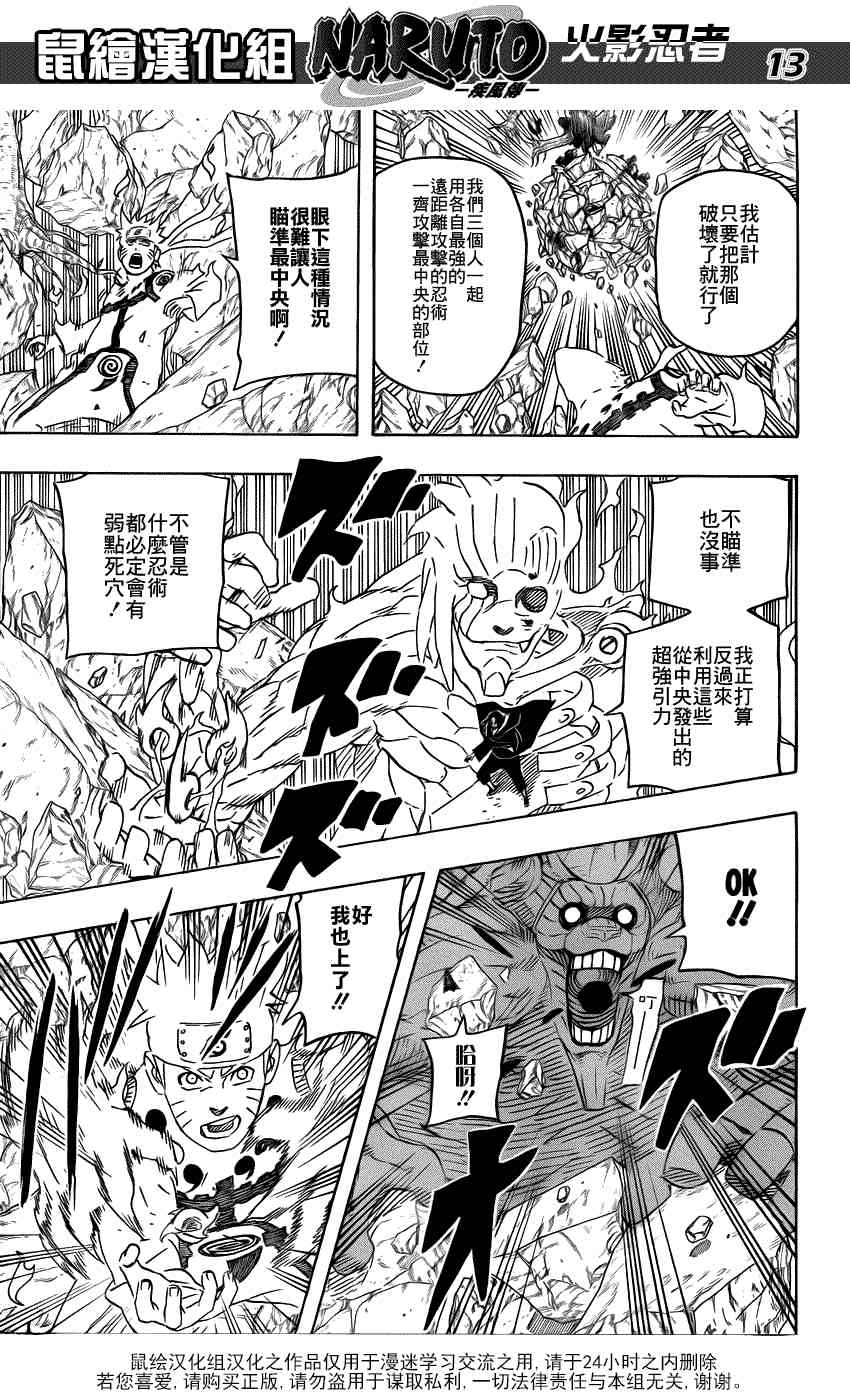 鼠繪漢化組
NARUTO
疾風傳
火影忍者
13
我估計
只要把那個
破壞了就行了
我們三個人一起
用各自最強的
遠距離攻擊的忍術
一齊攻擊最中央的部位!
眼下這種情況
很難讓人
瞄準最中央啊!
不瞄準
也沒事
我正打算
反過來
利用這些
從中央發出的
超強引力
不管是
什麼忍術
都必定會有
弱點死穴!
ズズズ
OK!!
叮
哈呀!!
オオ
好
我也上了!!
鼠绘汉化组汉化之作品仅用于漫迷学习交流之用, 请于24小时之内删除
若您喜爱, 请购买正版, 请勿盗用于谋取私利, 一切法律责任与本组无关, 谢谢。